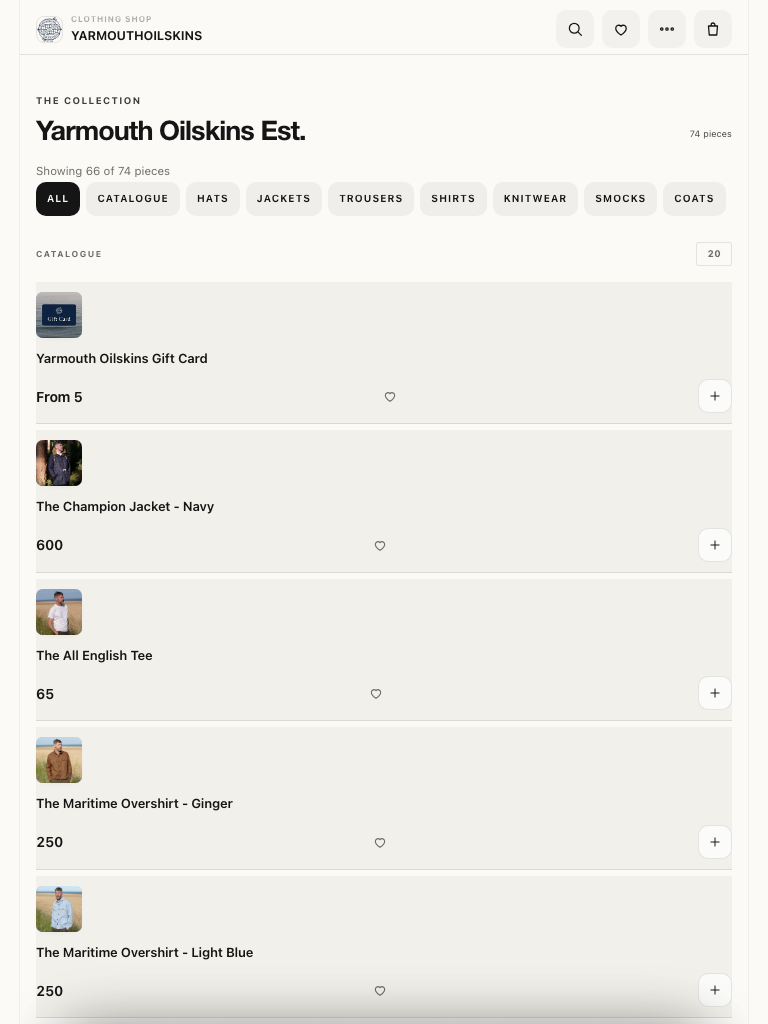 CLOTHING SHOP
YARMOUTHOILSKINS
THE COLLECTION
Yarmouth Oilskins Est.
74 pieces
Showing 66 of 74 pieces
ALL CATALOGUE HATS JACKETS TROUSERS SHIRTS KNITWEAR SMOCKS COATS
CATALOGUE 20
Gift Card
Yarmouth Oilskins Gift Card
From 5
The Champion Jacket - Navy
600
The All English Tee
65
The Maritime Overshirt - Ginger
250
The Maritime Overshirt - Light Blue
250